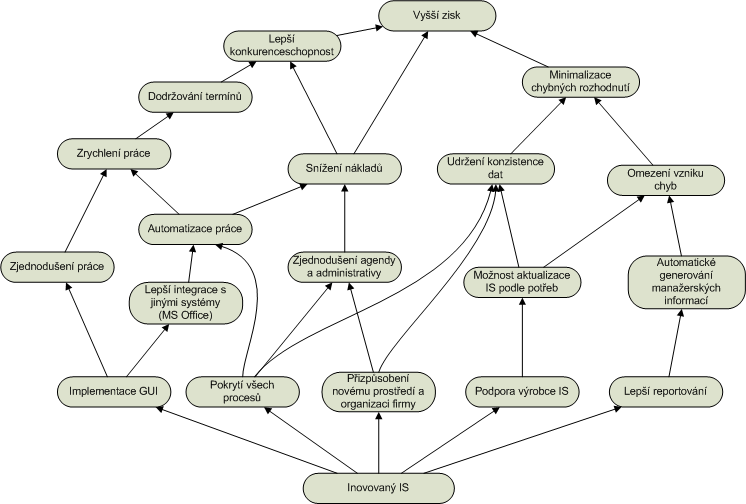 Vyšší zisk
Lepší
konkurenceschopnost
Minimalizace
chybných rozhodnutí
Dodržování termínů
Zrychlení práce
Snížení nákladů
Udržení konzistence
dat
Omezení vzniku
chyb
Automatizace práce
Zjednodušení práce
Zjednodušení agendy
a administrativy
Možnost aktualizace
IS podle potřeb
Automatické
generování
manažerských
informací
Lepší integrace s
jinými systémy
(MS Office)
Implementace GUI
Pokrytí všech
procesů
Přizpůsobení
novému prostředí a
organizaci firmy
Podpora výrobce IS
Lepší reportování
Inovovaný IS